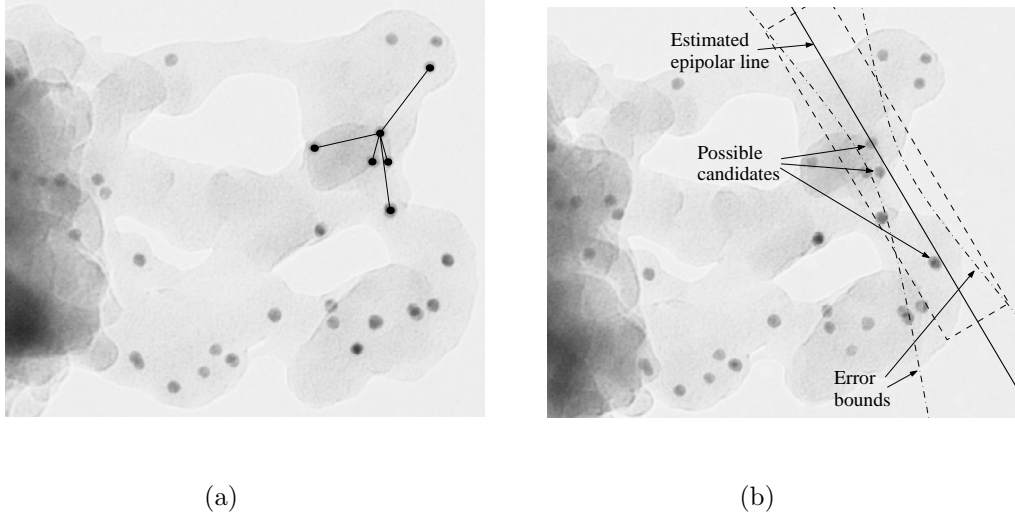 Estimated
epipolar line
Possible
candidates
Error
bounds
(a)
(b)